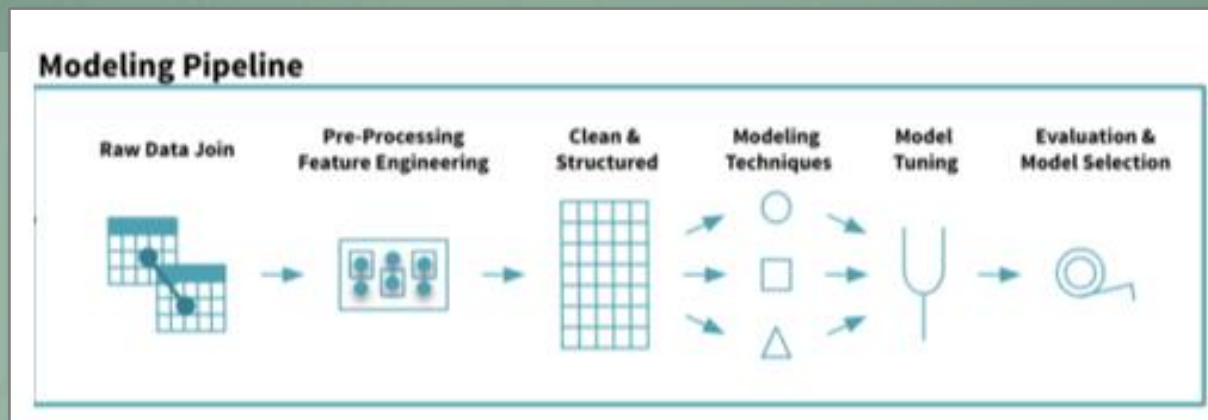 Modeling Pipeline
Raw Data Join
Pre-Processing
Feature Engineering
Clean &
Structured
Modeling
Techniques
Model
Tuning
Evaluation &
Model Selection